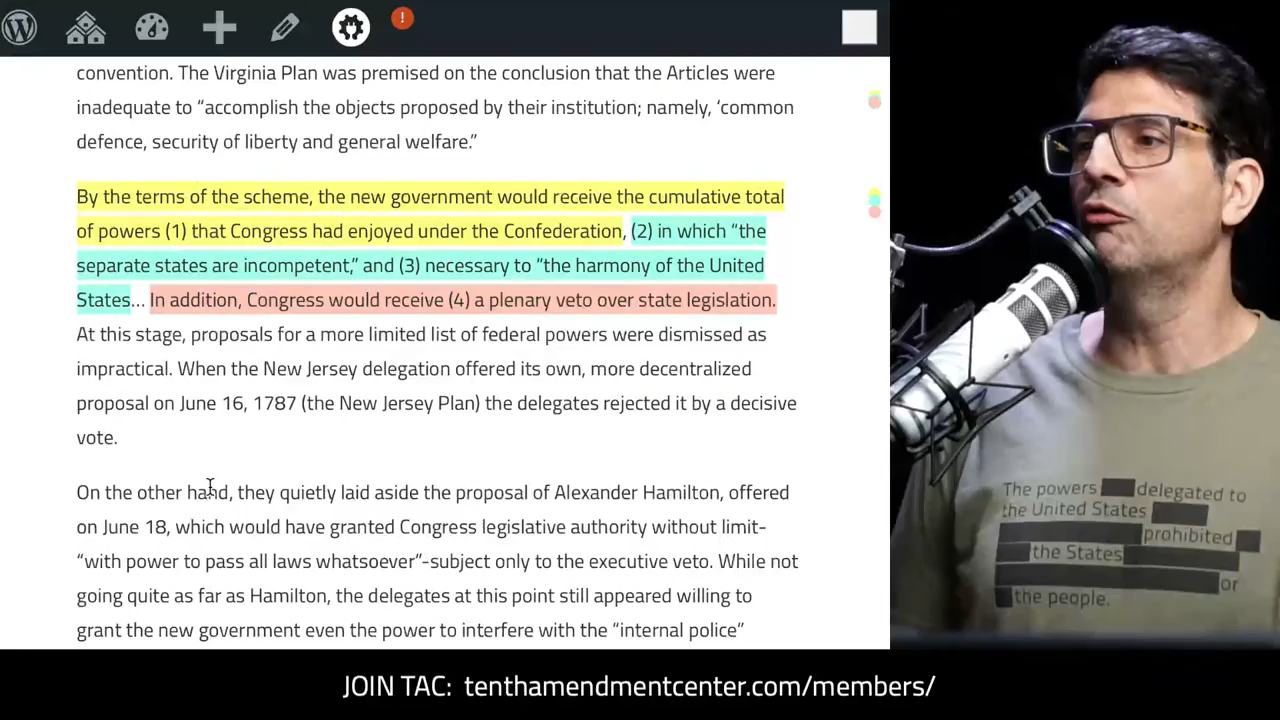 convention. The Virginia Plan was premised on the conclusion that the Articles were
inadequate to “accomplish the objects proposed by their institution; namely, ‘common
defence, security of liberty and general welfare.”
By the terms of the scheme, the new government would receive the cumulative total
of powers (1) that Congress had enjoyed under the Confederation, (2) in which “the
separate states are incompetent,” and (3) necessary to “the harmony of the United
States… In addition, Congress would receive (4) a plenary veto over state legislation.
At this stage, proposals for a more limited list of federal powers were dismissed as
impractical. When the New Jersey delegation offered its own, more decentralized
proposal on June 16, 1787 (the New Jersey Plan) the delegates rejected it by a decisive
vote.
On the other hand, they quietly laid aside the proposal of Alexander Hamilton, offered
on June 18, which would have granted Congress legislative authority without limit-
“with power to pass all laws whatsoever”-subject only to the executive veto. While not
going quite as far as Hamilton, the delegates at this point still appeared willing to
grant the new government even the power to interfere with the “internal police”
The powers delegated to
the United States
prohibited
the States
or
the people.
JOIN TAC: tenthamendmentcenter.com/members/